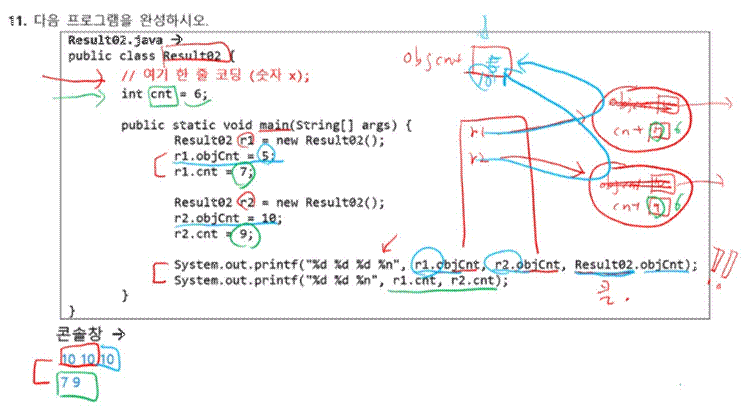 11. 다음 프로그램을 완성하시오.
Result02.java →
public class Result02 {
// 여기 한 줄 코딩 (숫자 x);
int cnt = 6;
public static void main(String[] args) {
Result02 r1 = new Result02();
r1.objCnt = 5;
r1.cnt = 7;
Result02 r2 = new Result02();
r2.objCnt = 10;
r2.cnt = 9;
System.out.printf("%d %d %d %n", r1.objCnt, r2.objCnt, Result02.objCnt);
System.out.printf("%d %d %n", r1.cnt, r2.cnt);
}
}
objcnt
r1
r2
cnt 7 6
cnt 9 6
!!
콘솔창 →
10 10 10
7 9